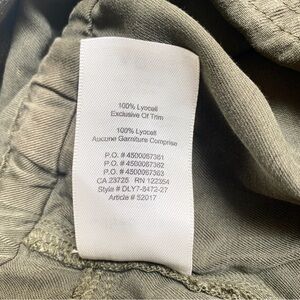 100% Lyocell
Exclusive Of Trim
100% Lyocell
Aucune Garniture Comprise
P.O. # 4500067361
P.O. # 4500067362
P.O. # 4500067363
CA 23725 RN 122354
Style # DLY7-8472-27
Article # 52017